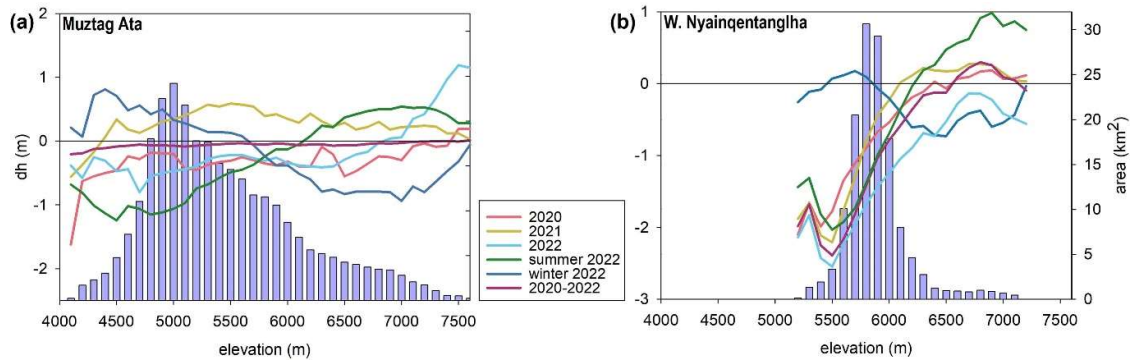 (a)
Muztag Ata
2
1
0
-1
-2
dh (m)
4000 4500 5000 5500 6000 6500 7000 7500
elevation (m)
2020
2021
2022
summer 2022
winter 2022
2020-2022
(b)
W. Nyainqentanglha
1
0
-1
-2
-3
30
25
20
15
10
5
0
area (km²)
4000 4500 5000 5500 6000 6500 7000 7500
elevation (m)